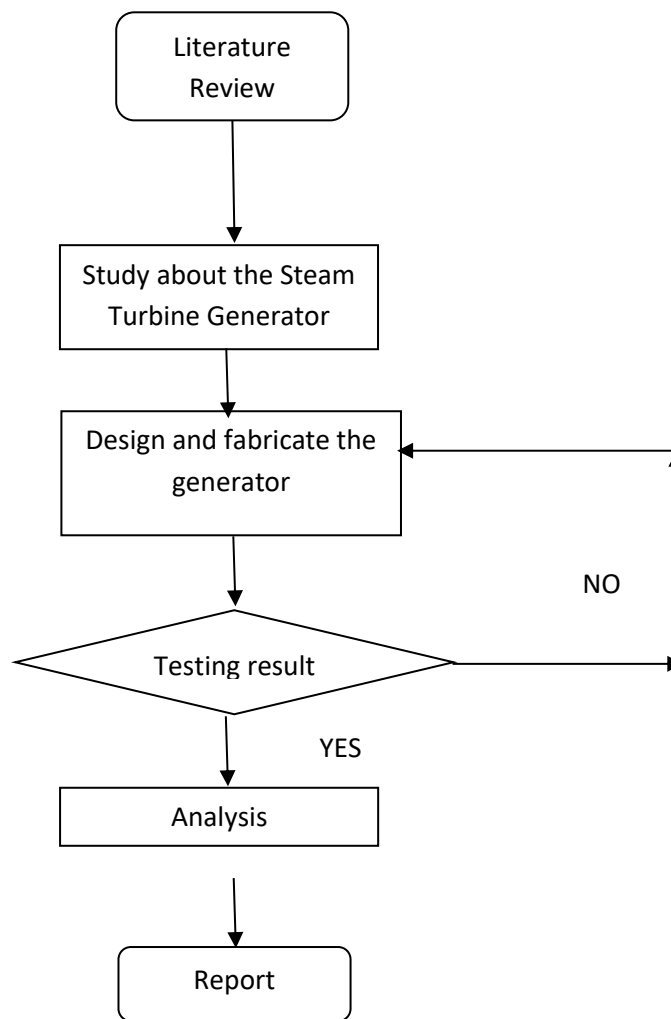 Literature
Review
Study about the Steam
Turbine Generator
Design and fabricate the
generator
NO
Testing result
YES
Analysis
Report